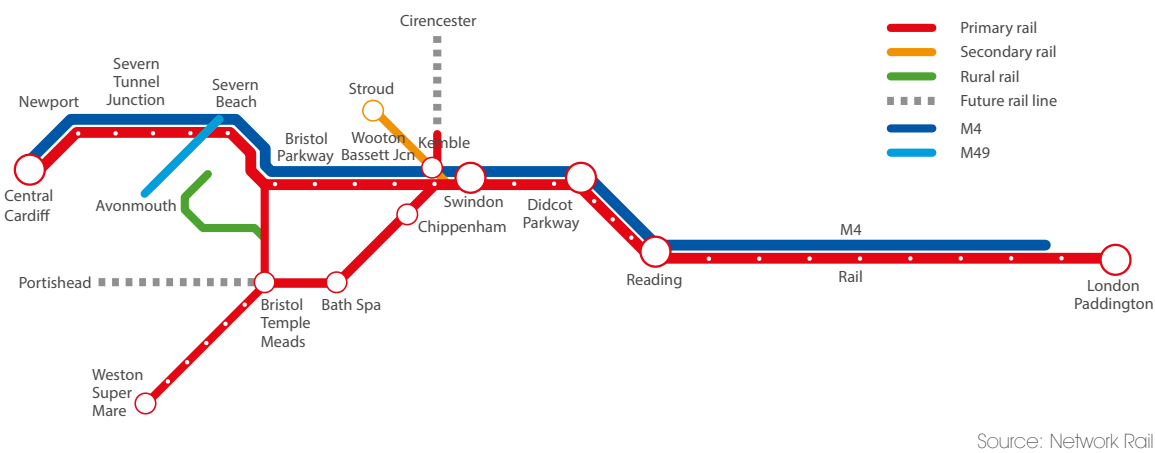 Cirencester
Primary rail
Secondary rail
Rural rail
Future rail line
M4
M49
Severn
Tunnel
Junction
Newport
Severn
Beach
Stroud
Bristol
Parkway
Wooton
Bassett Jcn
Kemble
Central
Cardiff
Avonmouth
Swindon
Didcot
Parkway
Chippenham
M4
Rail
Reading
London
Paddington
Portishead
Bristol
Temple
Meads
Bath Spa
Weston
Super
Mare
Source: Network Rail